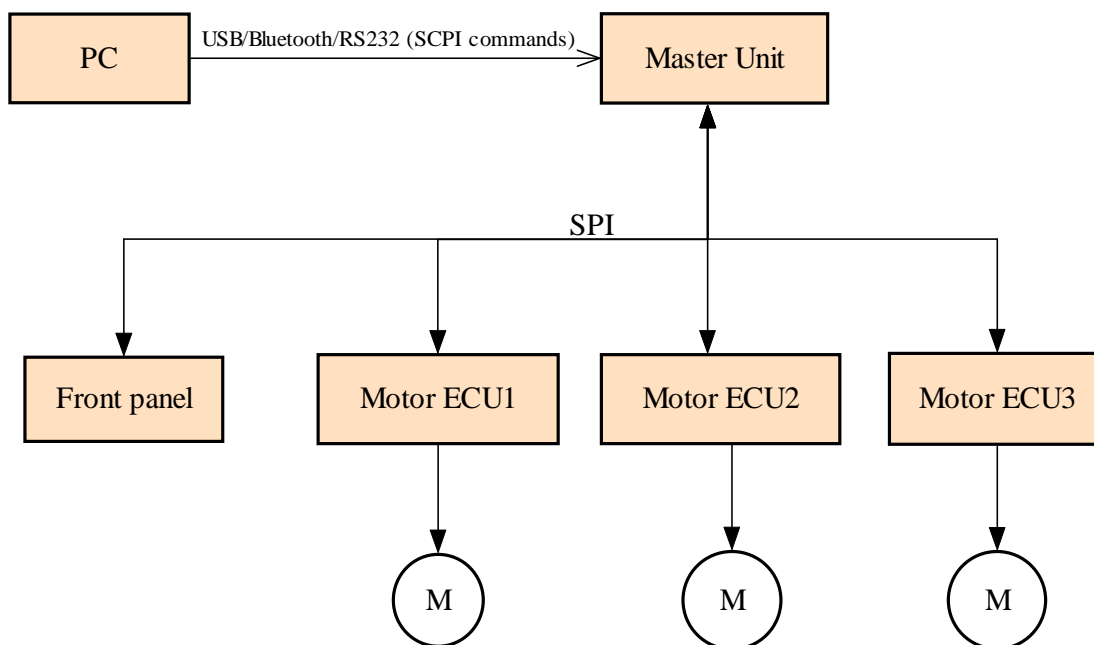 PC
USB/Bluetooth/RS232 (SCPI commands)
Master Unit
SPI
Front panel
Motor ECU1
Motor ECU2
Motor ECU3
M
M
M